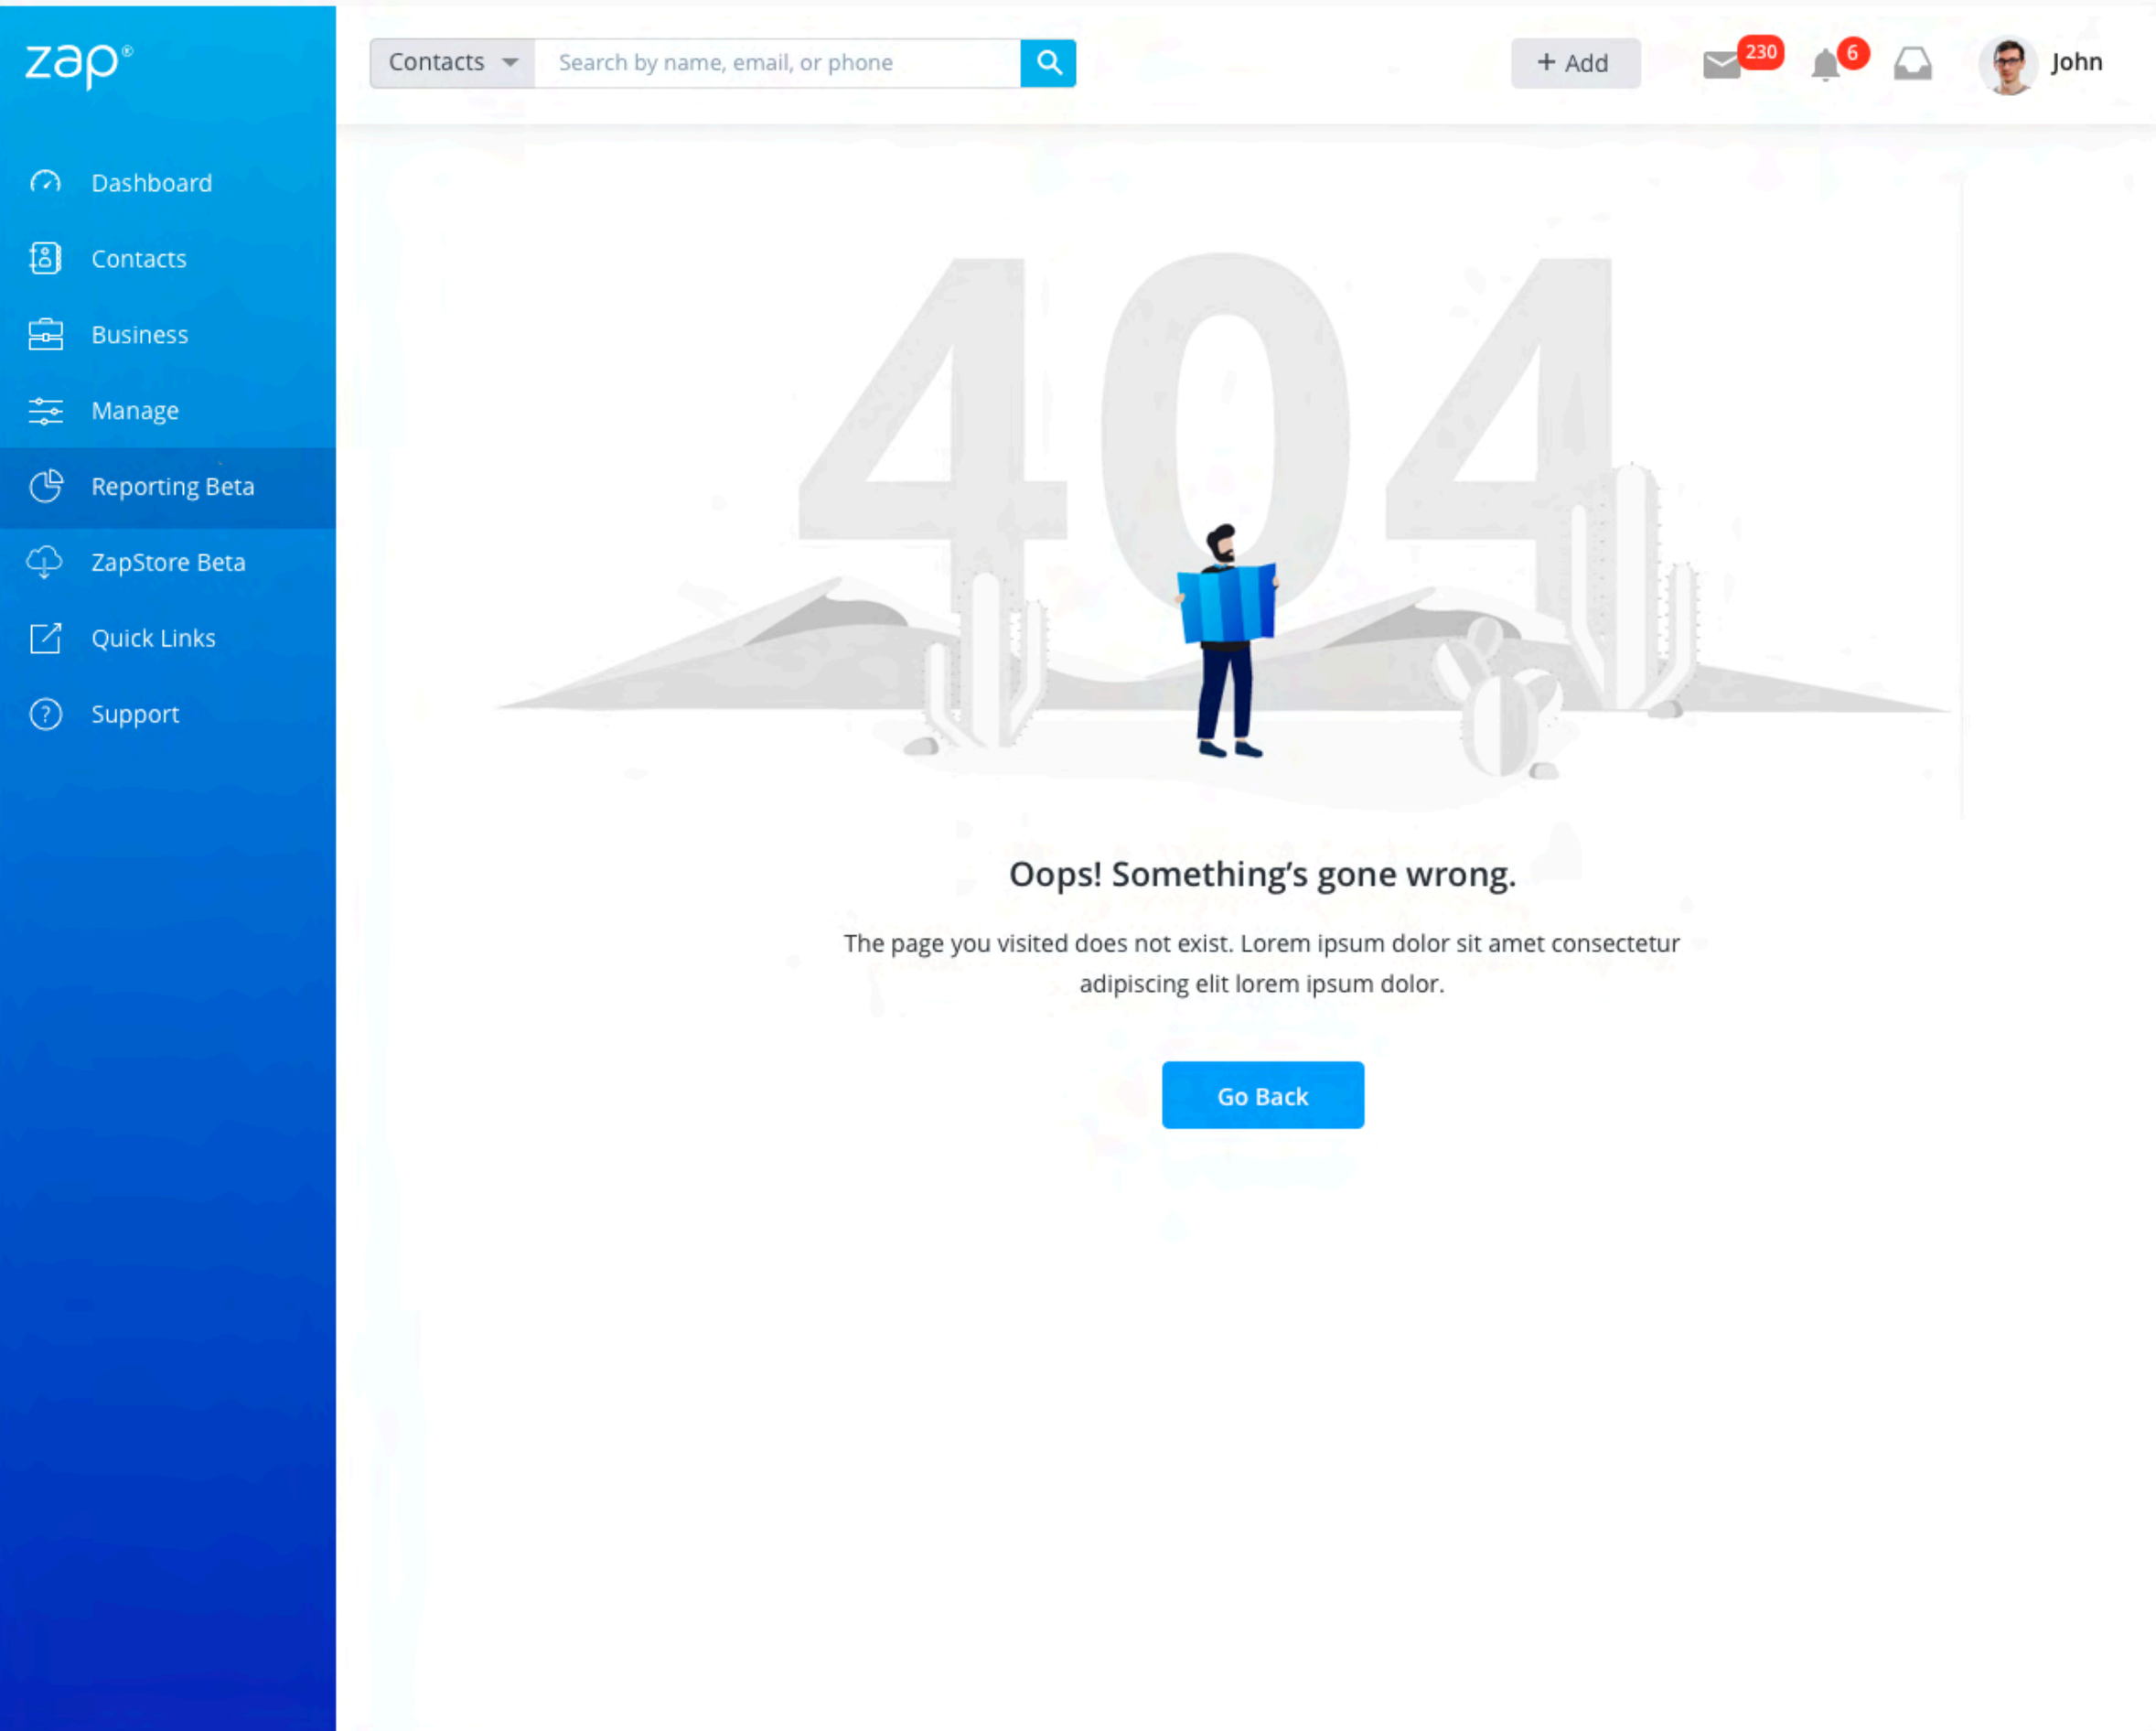 zap®
Contacts
Search by name, email, or phone
+ Add
230
6
John
Dashboard
Contacts
Business
Manage
Reporting Beta
ZapStore Beta
Quick Links
Support
404
Oops! Something’s gone wrong.
The page you visited does not exist. Lorem ipsum dolor sit amet consectetur
adipiscing elit lorem ipsum dolor.
Go Back